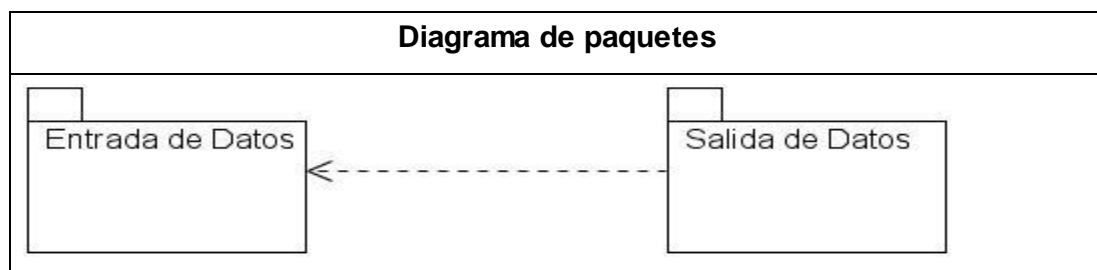 Diagrama de paquetes
Entrada de Datos
Salida de Datos